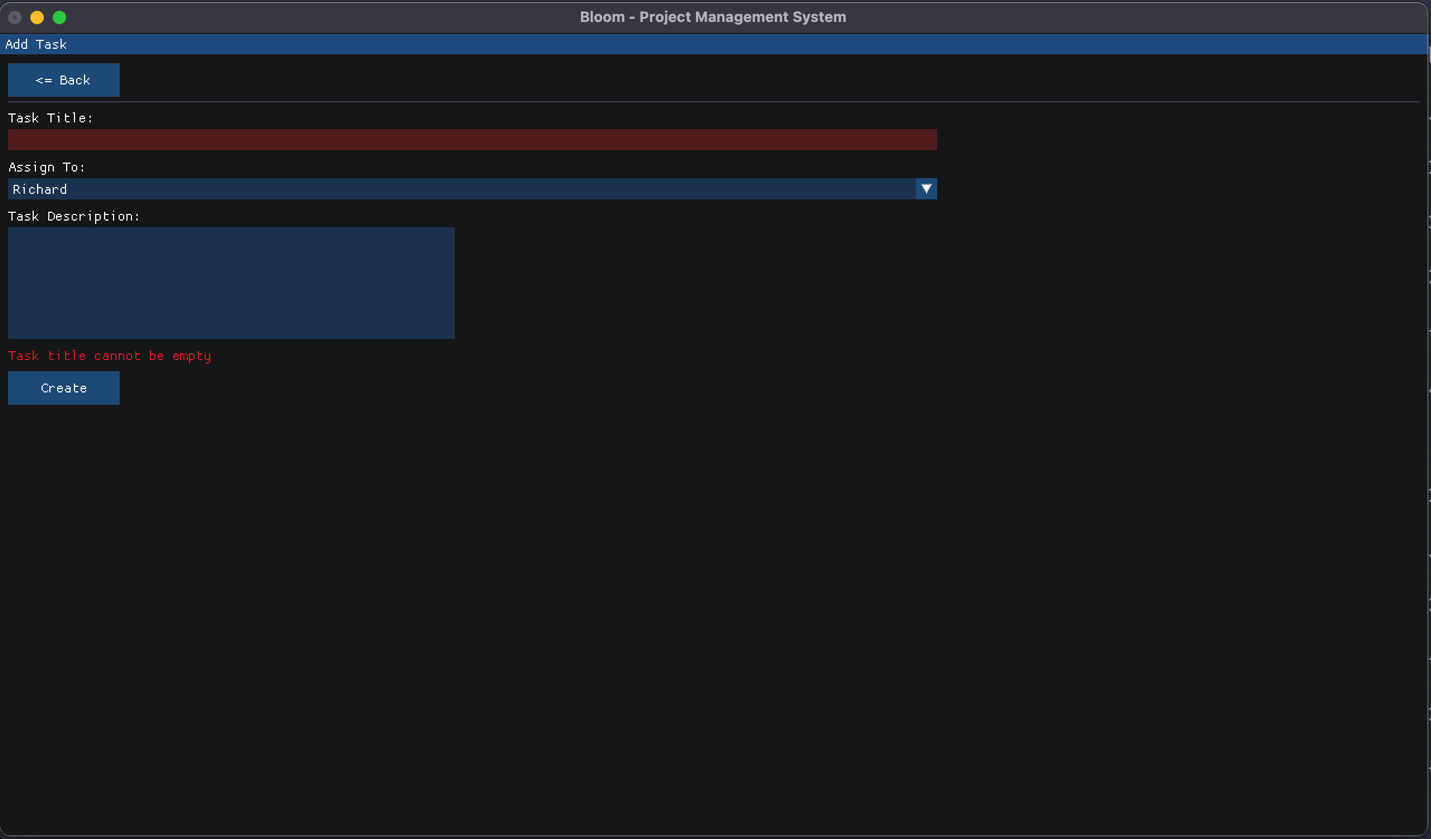 Bloom - Project Management System
Add Task
<= Back
Task Title:
Assign To:
Richard
Task Description:
Task title cannot be empty
Create